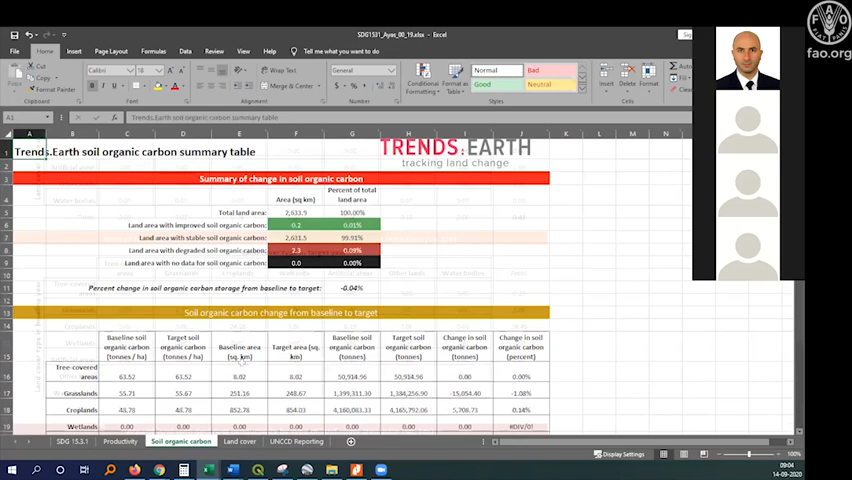 SDG1531_Ayas_00_19.xlsx - Excel
File Home Insert Page Layout Formulas Data Review View Help Tell me what you want to do
Cut
Copy
Format Painter
Paste
Calibri 18
Wrap Text
Merge & Center
General
Conditional Formatting
Format as Table
Normal Bad
Good Neutral
Insert Delete Format
Clear
Clipboard Font Alignment Number Styles Cells
A1 Trends.Earth soil organic carbon summary table
A B C D E F G H I J K L M N
Trends.Earth soil organic carbon summary table
TRENDS.EARTH
tracking land change
Summary of change in soil organic carbon
Area (sq km) Percent of total land area
Total land area: 2,633.9 100.00%
Land area with improved soil organic carbon: 0.2 0.01%
Land area with stable soil organic carbon: 2,631.5 99.91%
Land area with degraded soil organic carbon: 2.3 0.09%
Land area with no data for soil organic carbon: 0.0 0.00%
Percent change in soil organic carbon storage from baseline to target: -0.04%
Soil organic carbon change from baseline to target
Baseline soil organic carbon (tonnes / ha) Target soil organic carbon (tonnes / ha) Baseline area (sq. km) Target area (sq. km) Baseline soil organic carbon (tonnes) Target soil organic carbon (tonnes) Change in soil organic carbon (tonnes) Change in soil organic carbon (percent)
Tree-covered areas 63.52 63.52 8.02 8.02 50,914.96 50,914.96 0.00 0.00%
Grasslands 55.71 55.67 251.16 248.67 1,399,311.30 1,384,256.90 -15,054.40 -1.08%
Croplands 48.78 48.78 852.78 854.03 4,160,083.33 4,165,792.06 5,708.73 0.14%
Wetlands 0.00 0.00 0.00 0.00 0.00 0.00 0.00 #DIV/0!
SDG 15.3.1 Productivity Soil organic carbon Land cover UNCCD Reporting
Display Settings 100%
09:04
14-09-2020
FAO
FIAT PANIS
fao.org